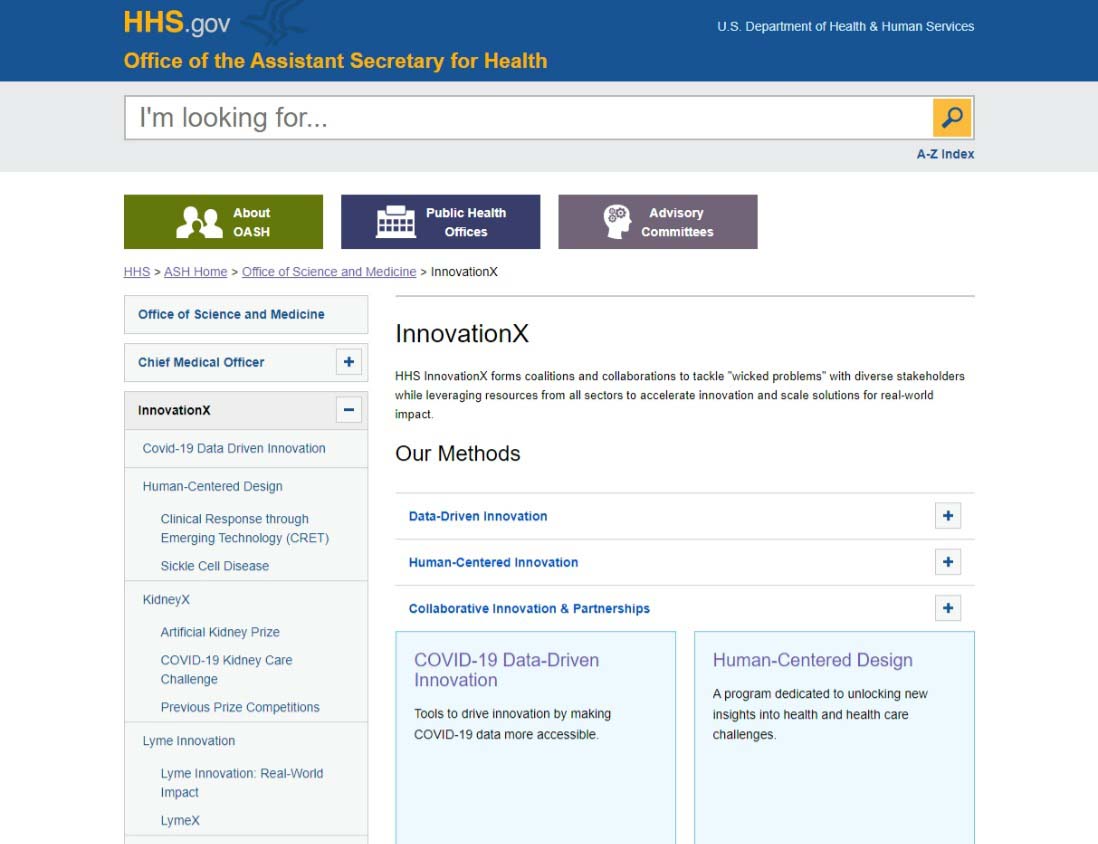 HHS.gov
U.S. Department of Health & Human Services
Office of the Assistant Secretary for Health
I'm looking for...
A-Z Index
About
OASH
Public Health
Offices
Advisory
Committees
HHS > ASH Home > Office of Science and Medicine > InnovationX
Office of Science and Medicine
Chief Medical Officer
InnovationX
Covid-19 Data Driven Innovation
Human-Centered Design
Clinical Response through
Emerging Technology (CRET)
Sickle Cell Disease
KidneyX
Artificial Kidney Prize
COVID-19 Kidney Care
Challenge
Previous Prize Competitions
Lyme Innovation
Lyme Innovation: Real-World
Impact
LymeX
InnovationX
HHS InnovationX forms coalitions and collaborations to tackle "wicked problems" with diverse stakeholders
while leveraging resources from all sectors to accelerate innovation and scale solutions for real-world
impact.
Our Methods
Data-Driven Innovation
Human-Centered Innovation
Collaborative Innovation & Partnerships
COVID-19 Data-Driven
Innovation
Tools to drive innovation by making
COVID-19 data more accessible.
Human-Centered Design
A program dedicated to unlocking new
insights into health and health care
challenges.